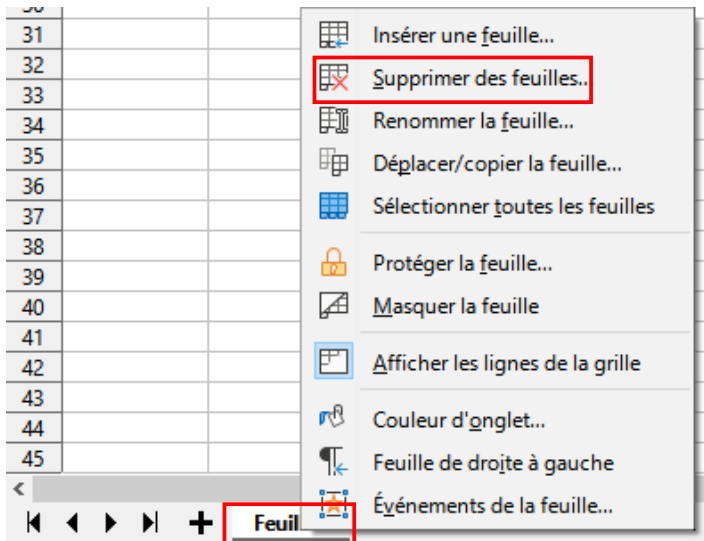 31
32
33
34
35
36
37
38
39
40
41
42
43
44
45
Insérer une feuille...
Supprimer des feuilles...
Renommer la feuille...
Déplacer/copier la feuille...
Sélectionner toutes les feuilles
Protéger la feuille...
Masquer la feuille
Afficher les lignes de la grille
Couleur d'onglet...
Feuille de droite à gauche
Événements de la feuille...
Feuil